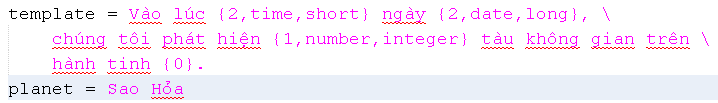 template = Vào lúc {2,time,short} ngày {2,date,long}, \
chúng tôi phát hiện {1,number,integer} tàu không gian trên \
hành tinh {0}.
planet = Sao Hỏa